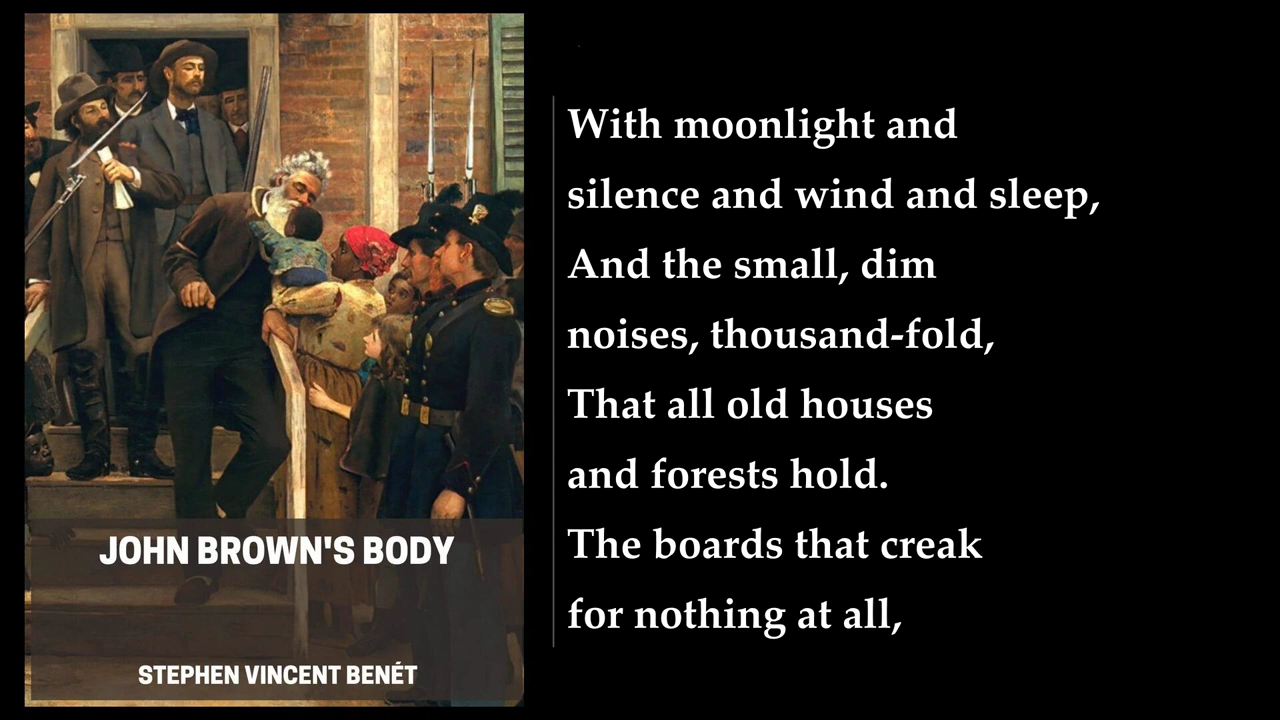 JOHN BROWN'S BODY
STEPHEN VINCENT BENÉT
With moonlight and
silence and wind and sleep,
And the small, dim
noises, thousand-fold,
That all old houses
and forests hold.
The boards that creak
for nothing at all,